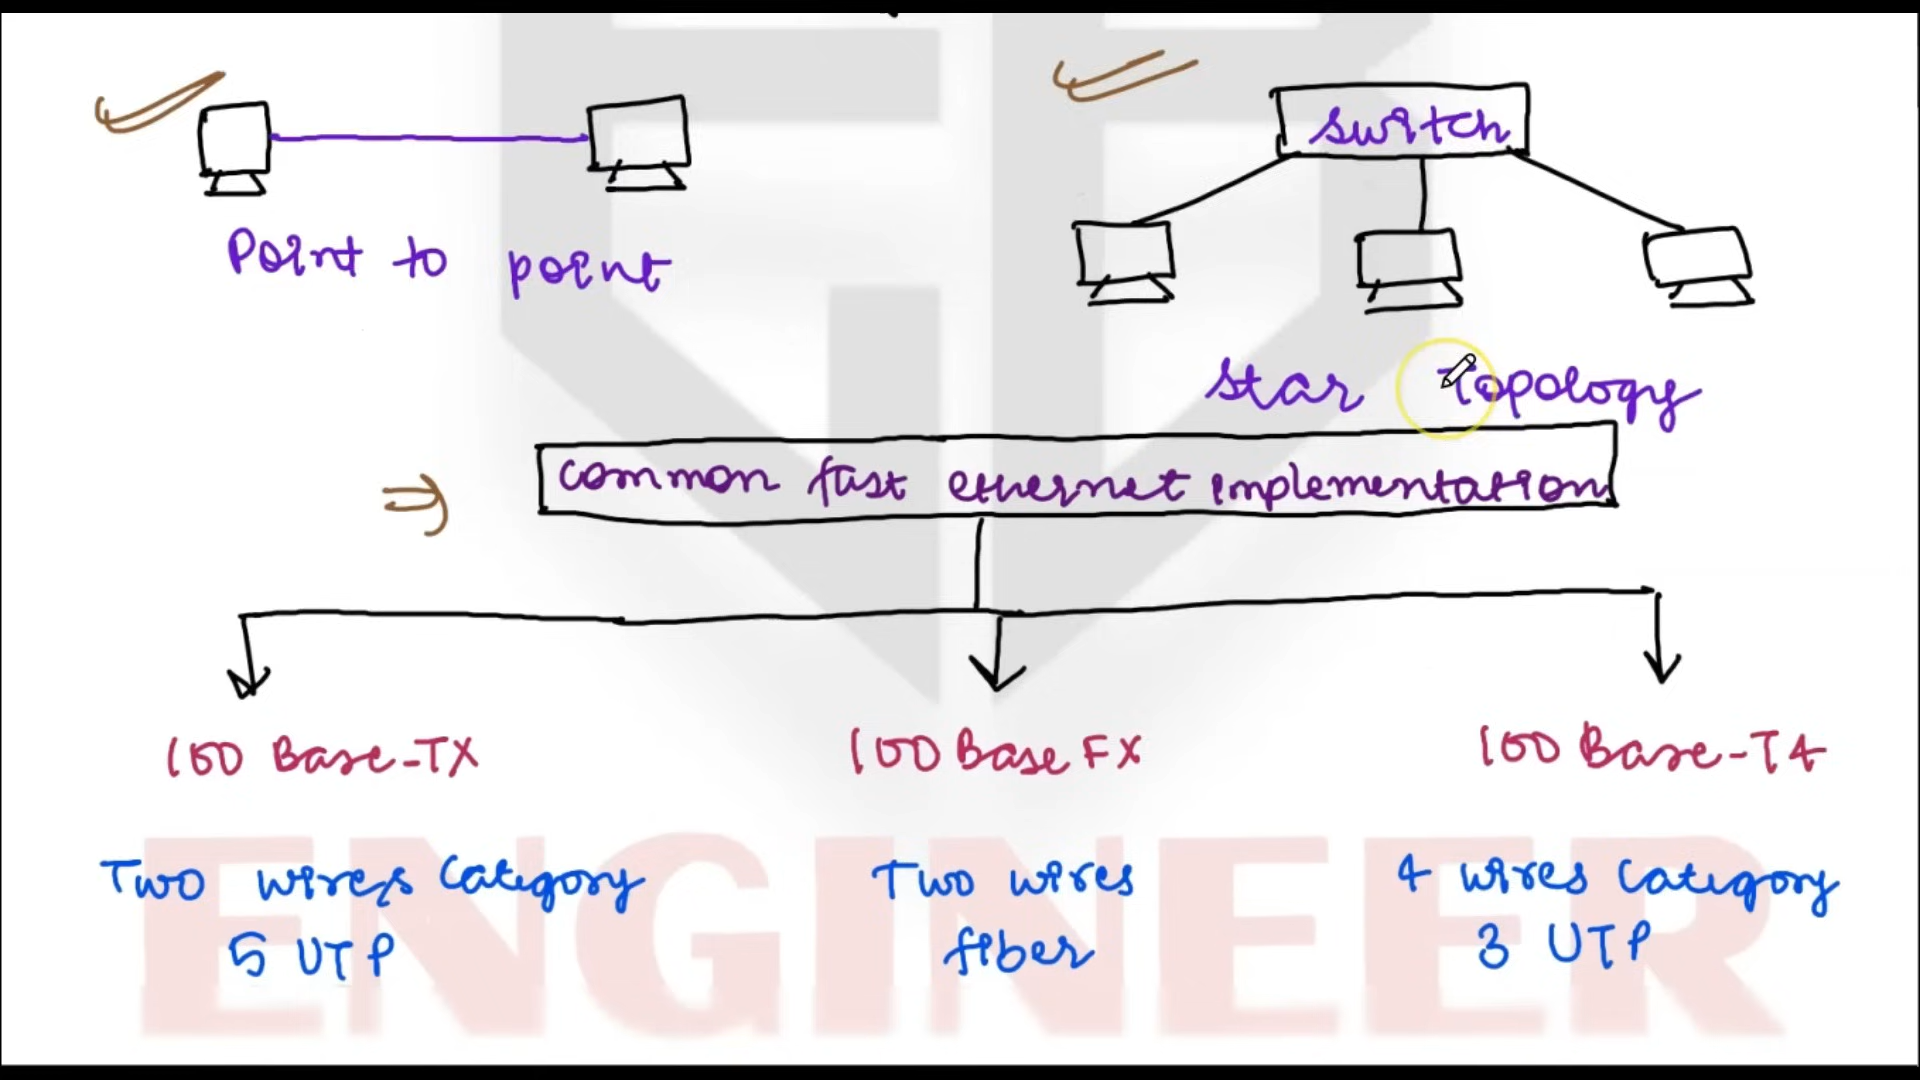 switch
Point to point
star Topology
common fast ethernet implementation
100 Base-TX
100 Base FX
100 Base-T4
Two wires Category
5 UTP
Two wires
fiber
4 wires Category
3 UTP
ENGINEER